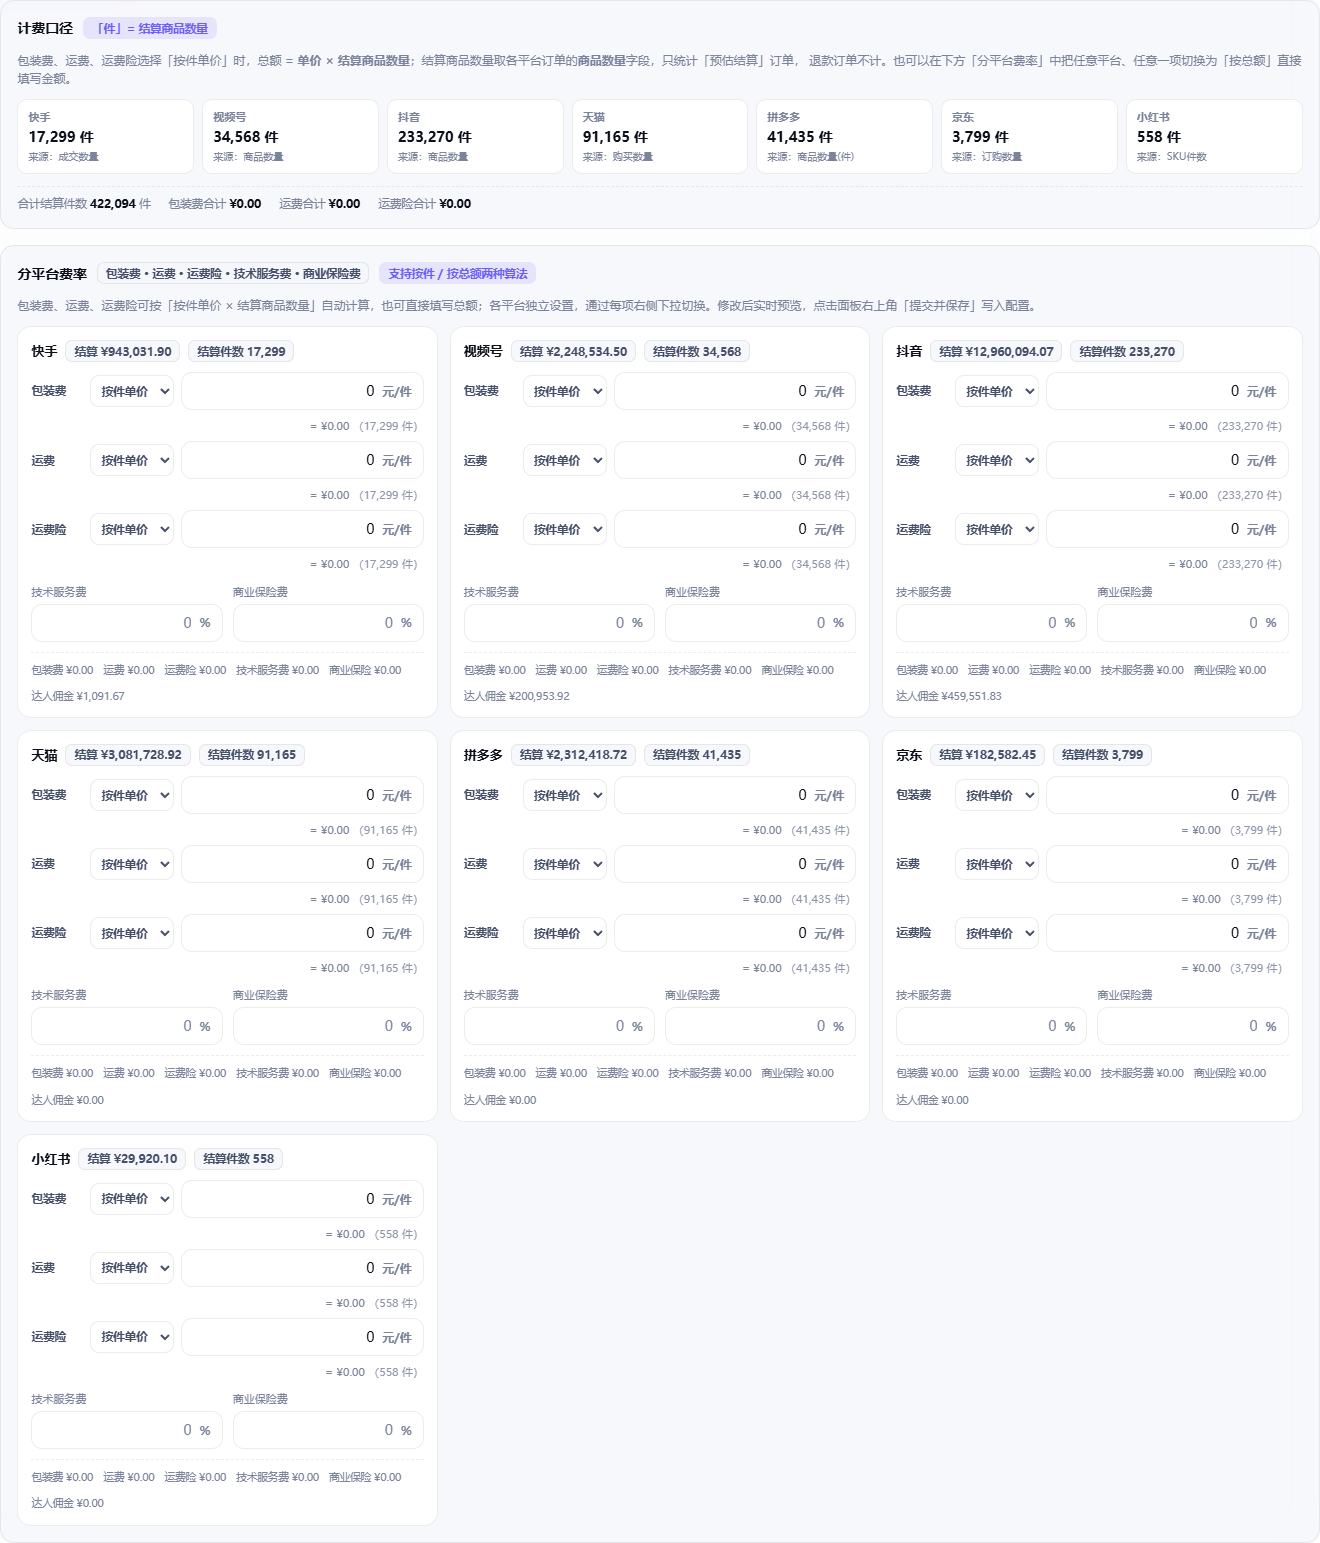 计费口径 「件」= 结算商品数量
包装费、运费、运费险选择「按件单价」时，总额 = 单价 × 结算商品数量；结算商品数量取各平台订单的商品数量字段，只统计「预估结算」订单， 退款订单不计。也可以在下方「分平台费率」中把任意平台、任意一项切换为「按总额」直接
填写金额。
快手 视频号 抖音 天猫 拼多多 京东 小红书
17,299 件 34,568 件 233,270 件 91,165 件 41,435 件 3,799 件 558 件
来源：成交数量 来源：商品数量 来源：商品数量 来源：购买数量 来源：商品数量(件) 来源：订购数量 来源：SKU件数
合计结算件数 422,094 件 包装费合计 ¥0.00 运费合计 ¥0.00 运费险合计 ¥0.00
分平台费率 包装费 • 运费 • 运费险 • 技术服务费 • 商业保险费 支持按件 / 按总额两种算法
包装费、运费、运费险可按「按件单价 × 结算商品数量」自动计算，也可直接填写总额；各平台独立设置，通过每项右侧下拉切换。修改后实时预览，点击面板右上角「提交并保存」写入配置。
快手 结算 ¥943,031.90 结算件数 17,299
包装费 按件单价 0 元/件
= ¥0.00 (17,299 件)
运费 按件单价 0 元/件
= ¥0.00 (17,299 件)
运费险 按件单价 0 元/件
= ¥0.00 (17,299 件)
技术服务费 商业保险费
0 % 0 %
包装费 ¥0.00 运费 ¥0.00 运费险 ¥0.00 技术服务费 ¥0.00 商业保险 ¥0.00
达人佣金 ¥1,091.67
视频号 结算 ¥2,248,534.50 结算件数 34,568
包装费 按件单价 0 元/件
= ¥0.00 (34,568 件)
运费 按件单价 0 元/件
= ¥0.00 (34,568 件)
运费险 按件单价 0 元/件
= ¥0.00 (34,568 件)
技术服务费 商业保险费
0 % 0 %
包装费 ¥0.00 运费 ¥0.00 运费险 ¥0.00 技术服务费 ¥0.00 商业保险 ¥0.00
达人佣金 ¥200,953.92
抖音 结算 ¥12,960,094.07 结算件数 233,270
包装费 按件单价 0 元/件
= ¥0.00 (233,270 件)
运费 按件单价 0 元/件
= ¥0.00 (233,270 件)
运费险 按件单价 0 元/件
= ¥0.00 (233,270 件)
技术服务费 商业保险费
0 % 0 %
包装费 ¥0.00 运费 ¥0.00 运费险 ¥0.00 技术服务费 ¥0.00 商业保险 ¥0.00
达人佣金 ¥459,551.83
天猫 结算 ¥3,081,728.92 结算件数 91,165
包装费 按件单价 0 元/件
= ¥0.00 (91,165 件)
运费 按件单价 0 元/件
= ¥0.00 (91,165 件)
运费险 按件单价 0 元/件
= ¥0.00 (91,165 件)
技术服务费 商业保险费
0 % 0 %
包装费 ¥0.00 运费 ¥0.00 运费险 ¥0.00 技术服务费 ¥0.00 商业保险 ¥0.00
达人佣金 ¥0.00
拼多多 结算 ¥2,312,418.72 结算件数 41,435
包装费 按件单价 0 元/件
= ¥0.00 (41,435 件)
运费 按件单价 0 元/件
= ¥0.00 (41,435 件)
运费险 按件单价 0 元/件
= ¥0.00 (41,435 件)
技术服务费 商业保险费
0 % 0 %
包装费 ¥0.00 运费 ¥0.00 运费险 ¥0.00 技术服务费 ¥0.00 商业保险 ¥0.00
达人佣金 ¥0.00
京东 结算 ¥182,582.45 结算件数 3,799
包装费 按件单价 0 元/件
= ¥0.00 (3,799 件)
运费 按件单价 0 元/件
= ¥0.00 (3,799 件)
运费险 按件单价 0 元/件
= ¥0.00 (3,799 件)
技术服务费 商业保险费
0 % 0 %
包装费 ¥0.00 运费 ¥0.00 运费险 ¥0.00 技术服务费 ¥0.00 商业保险 ¥0.00
达人佣金 ¥0.00
小红书 结算 ¥29,920.10 结算件数 558
包装费 按件单价 0 元/件
= ¥0.00 (558 件)
运费 按件单价 0 元/件
= ¥0.00 (558 件)
运费险 按件单价 0 元/件
= ¥0.00 (558 件)
技术服务费 商业保险费
0 % 0 %
包装费 ¥0.00 运费 ¥0.00 运费险 ¥0.00 技术服务费 ¥0.00 商业保险 ¥0.00
达人佣金 ¥0.00